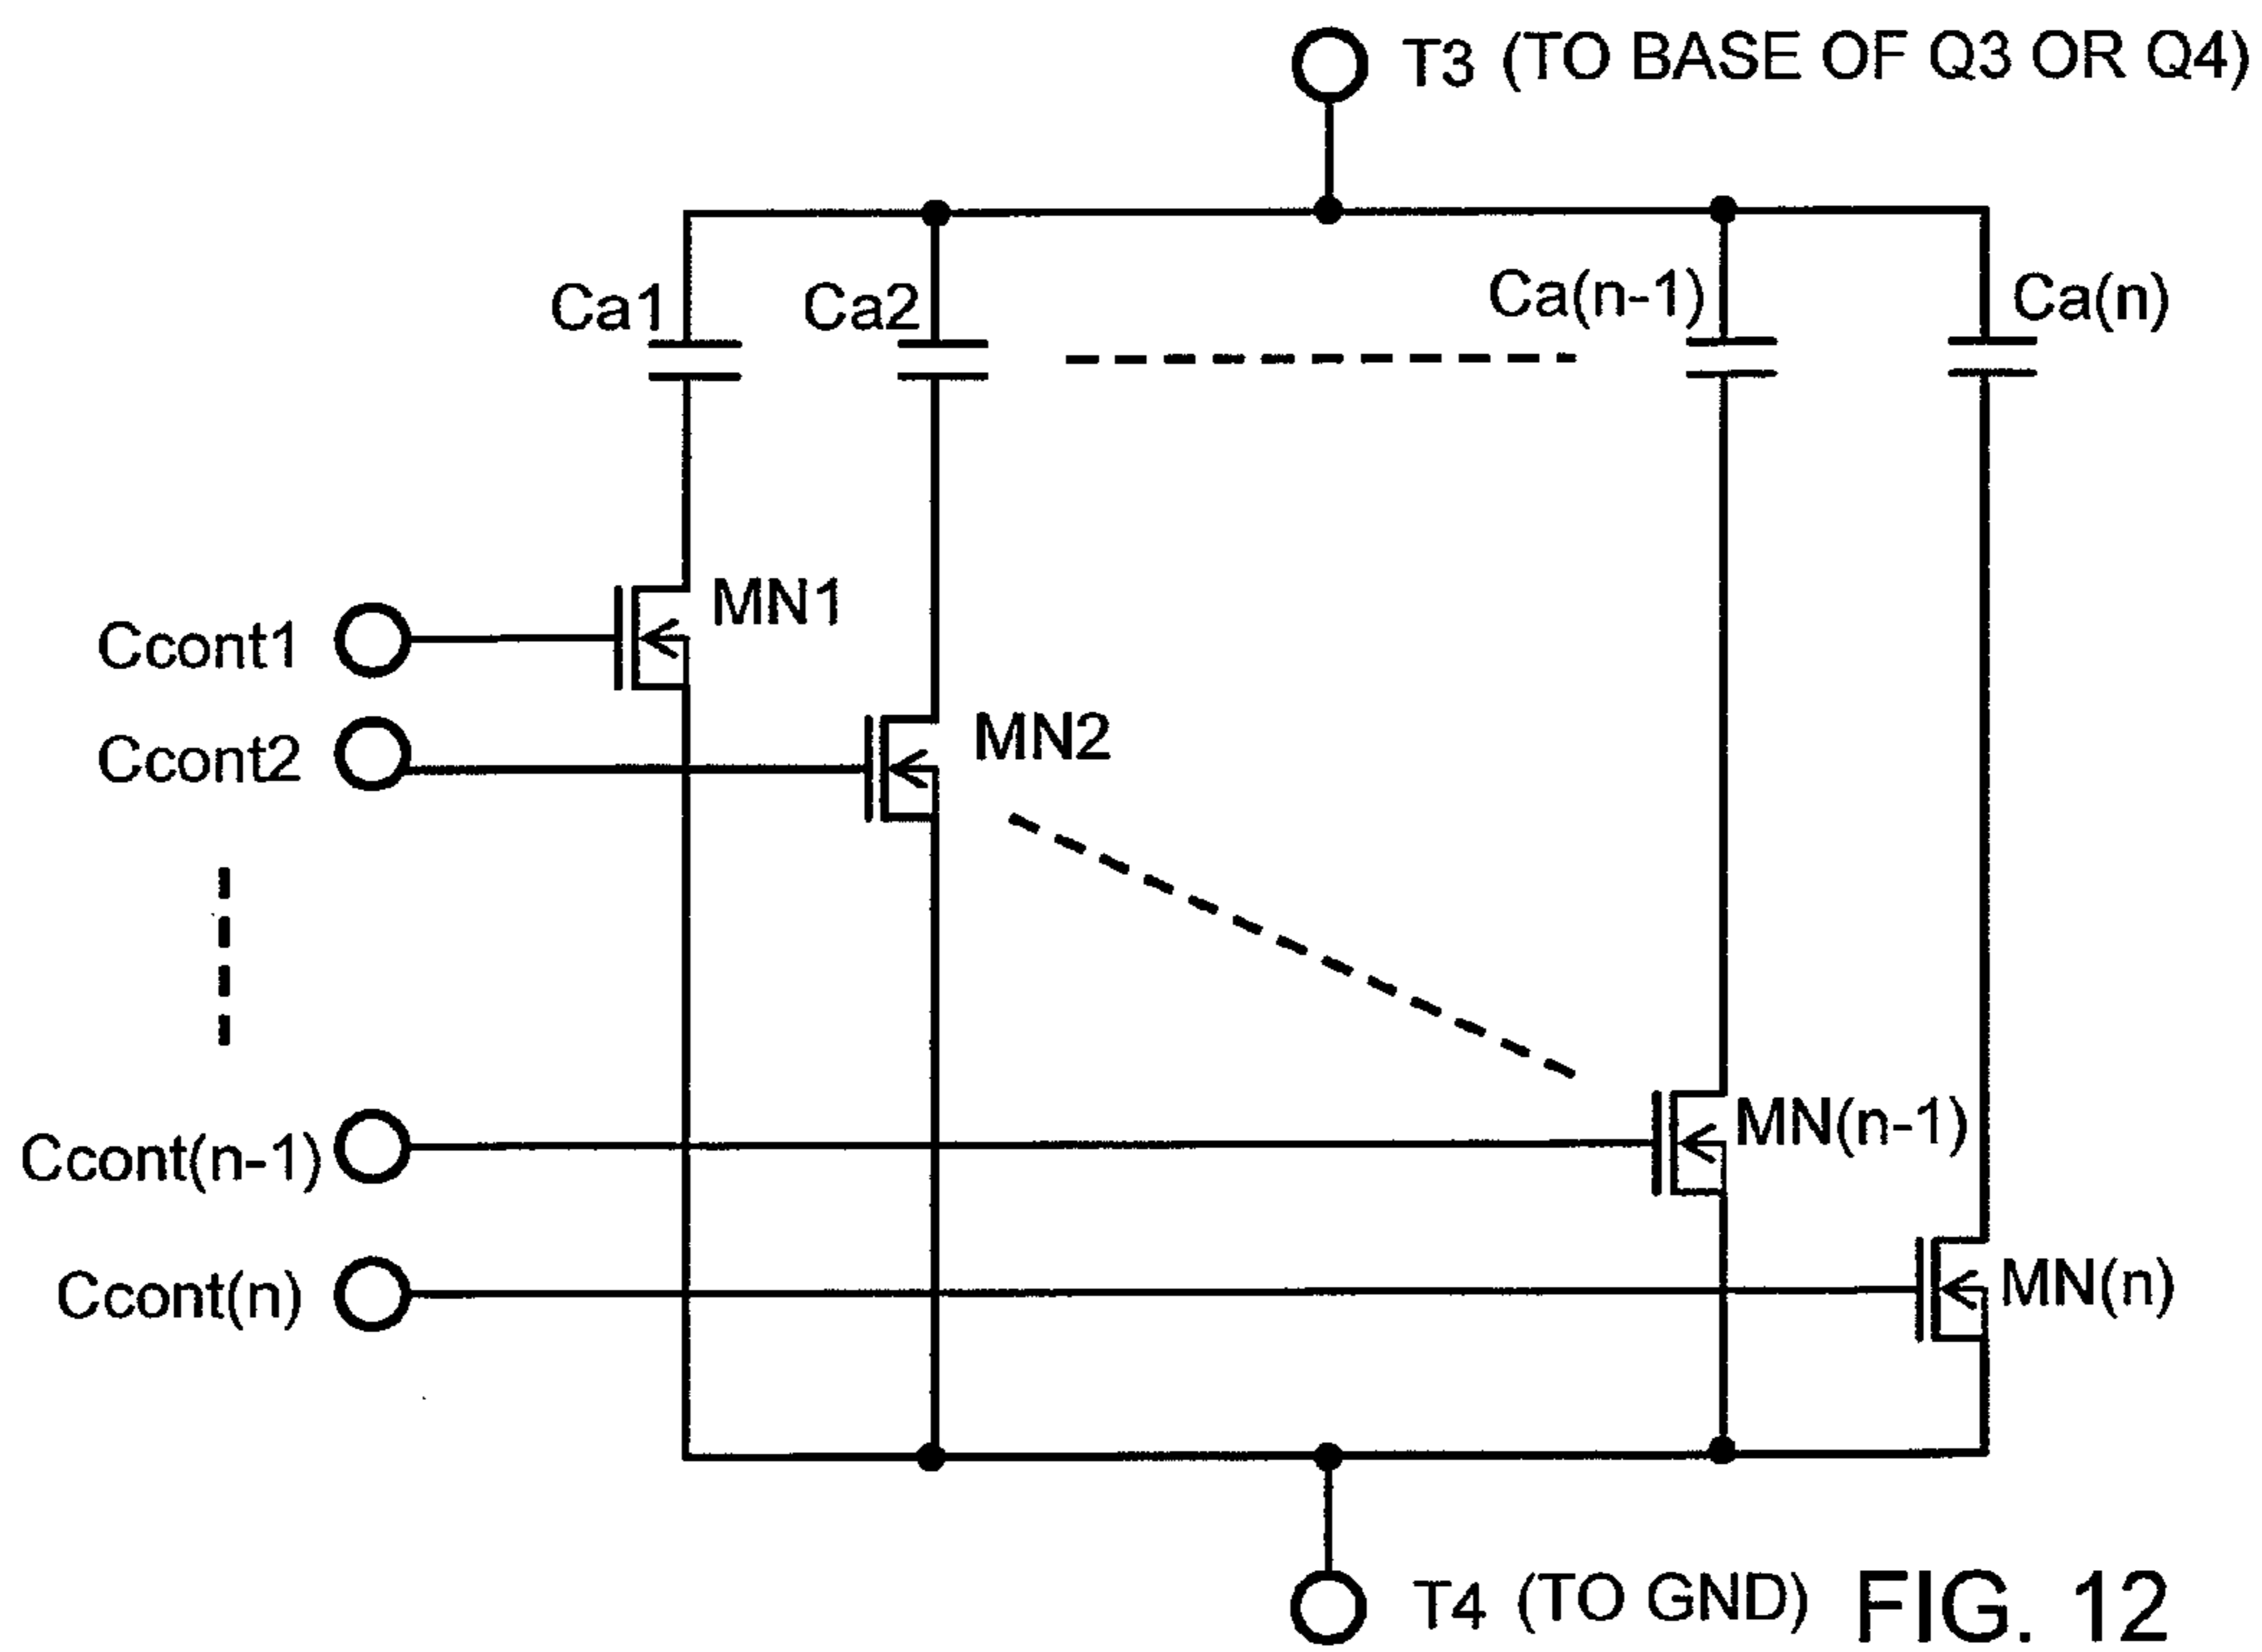 T3 (TO BASE OF Q3 OR Q4)
Ca1
Ca2
Ca(n-1)
Ca(n)
Ccont1
MN1
Ccont2
MN2
Ccont(n-1)
MN(n-1)
Ccont(n)
MN(n)
T4 (TO GND)
FIG. 12